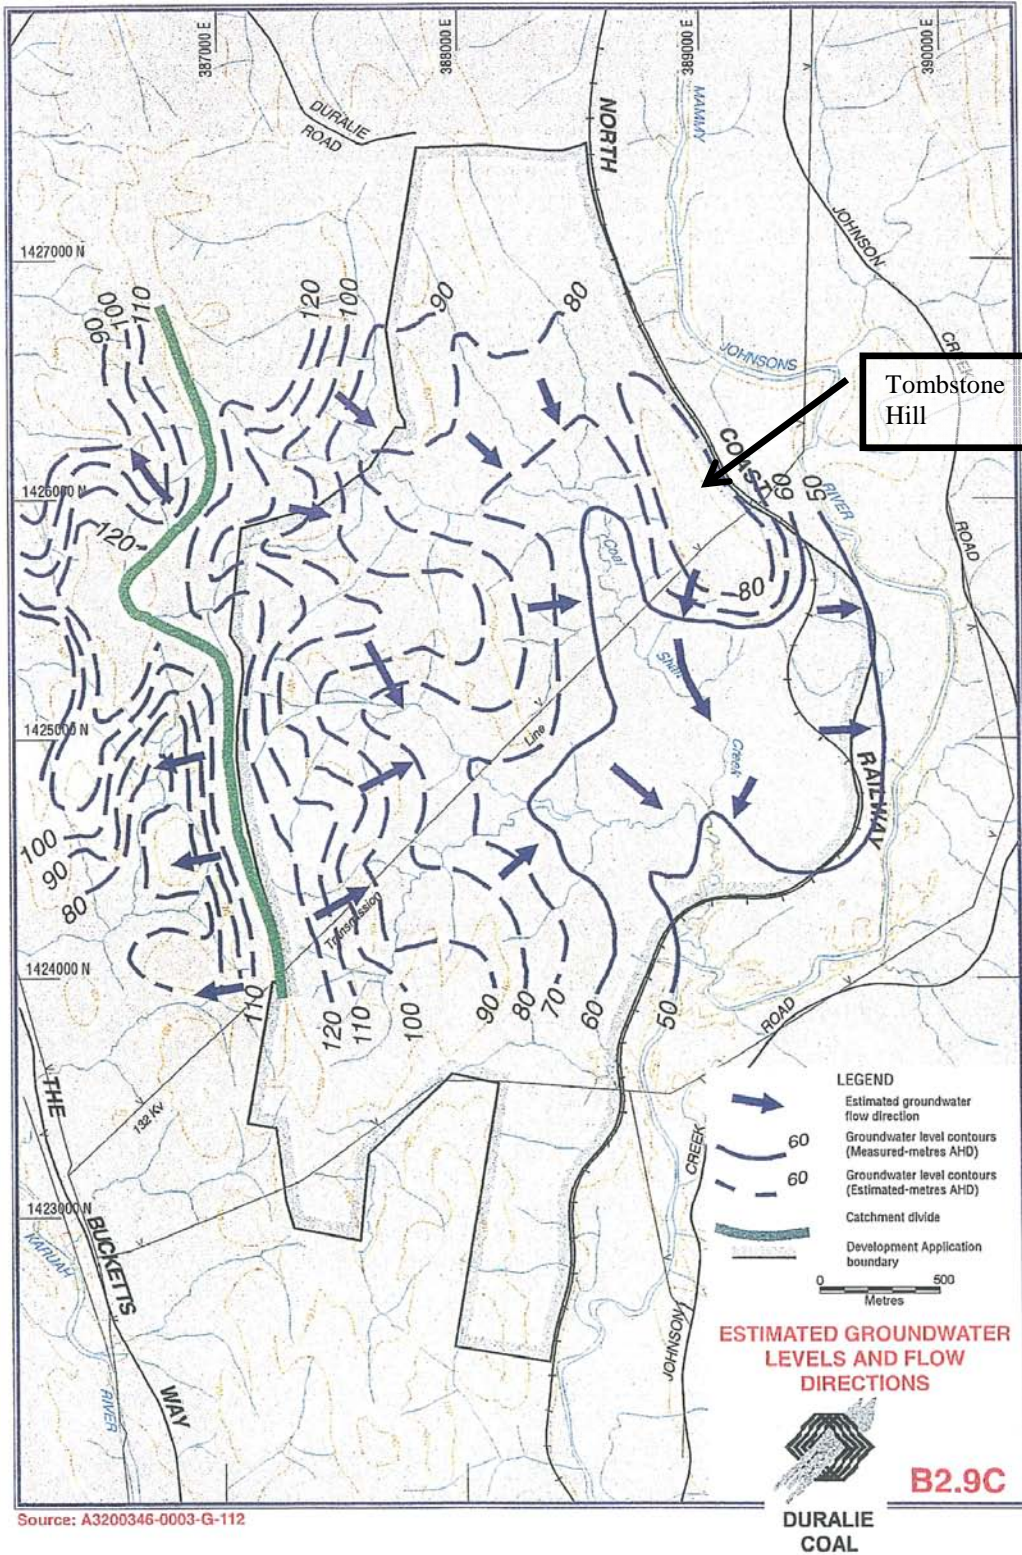 387000 E
388000 E
389000 E
390000 E
DURALIE
ROAD
NORTH
MAMMY
JOHNSON
1427000 N
90
100
110
120
100
90
80
JOHNSONS
CREEK
Tombstone
Hill
COAST
60
50
RIVER
1426000 N
120
ROAD
Coal
80
Shaft
1425000 N
Line
Creek
RAILWAY
100
90
80
Transmission
1424000 N
110
120
110
100
90
80
70
60
50
ROAD
THE
132 Kv
CREEK
1423000 N
BUCKETTS
KARUAH
JOHNSON
RIVER
WAY
LEGEND
Estimated groundwater
flow direction
60
Groundwater level contours
(Measured-metres AHD)
60
Groundwater level contours
(Estimated-metres AHD)
Catchment divide
Development Application
boundary
0 500
Metres
ESTIMATED GROUNDWATER
LEVELS AND FLOW
DIRECTIONS
B2.9C
Source: A3200346-0003-G-112
DURALIE
COAL